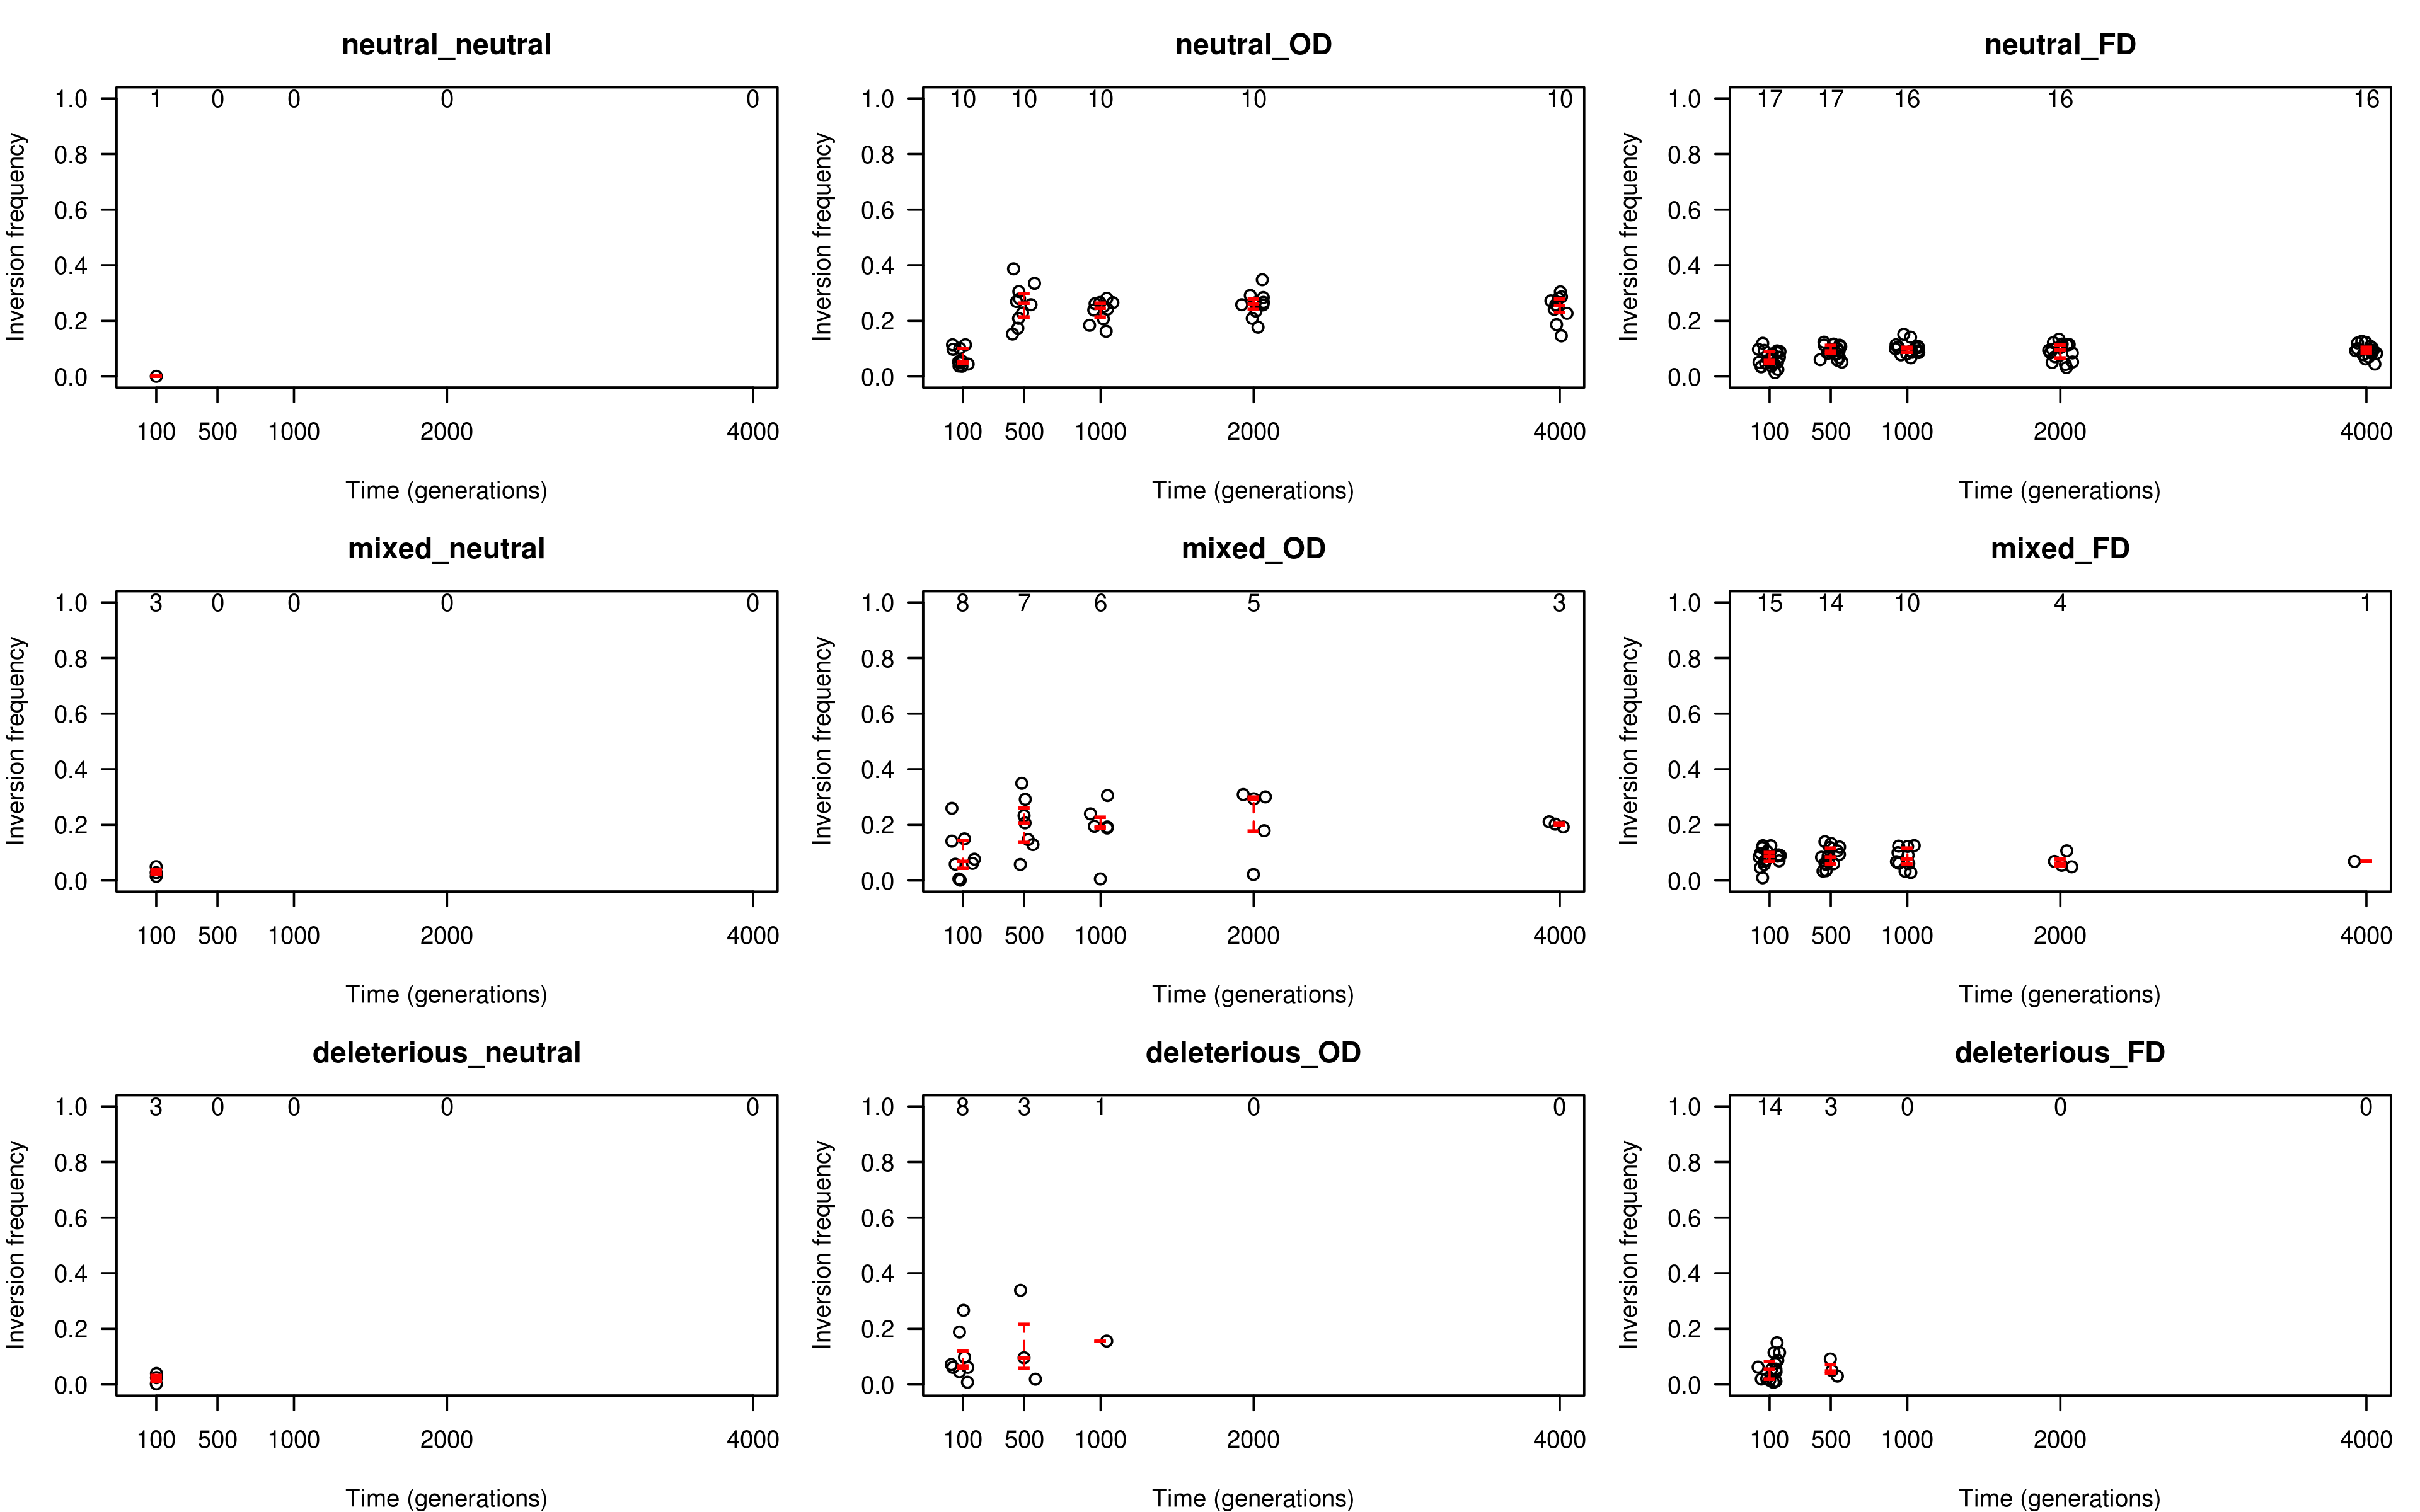 neutral_neutral
1 0 0 0 0
Inversion frequency
1.0
0.8
0.6
0.4
0.2
0.0
100 500 1000 2000 4000
Time (generations)
neutral_OD
10 10 10 10 10
Inversion frequency
1.0
0.8
0.6
0.4
0.2
0.0
100 500 1000 2000 4000
Time (generations)
neutral_FD
17 17 16 16 16
Inversion frequency
1.0
0.8
0.6
0.4
0.2
0.0
100 500 1000 2000 4000
Time (generations)
mixed_neutral
3 0 0 0 0
Inversion frequency
1.0
0.8
0.6
0.4
0.2
0.0
100 500 1000 2000 4000
Time (generations)
mixed_OD
8 7 6 5 3
Inversion frequency
1.0
0.8
0.6
0.4
0.2
0.0
100 500 1000 2000 4000
Time (generations)
mixed_FD
15 14 10 4 1
Inversion frequency
1.0
0.8
0.6
0.4
0.2
0.0
100 500 1000 2000 4000
Time (generations)
deleterious_neutral
3 0 0 0 0
Inversion frequency
1.0
0.8
0.6
0.4
0.2
0.0
100 500 1000 2000 4000
Time (generations)
deleterious_OD
8 3 1 0 0
Inversion frequency
1.0
0.8
0.6
0.4
0.2
0.0
100 500 1000 2000 4000
Time (generations)
deleterious_FD
14 3 0 0 0
Inversion frequency
1.0
0.8
0.6
0.4
0.2
0.0
100 500 1000 2000 4000
Time (generations)